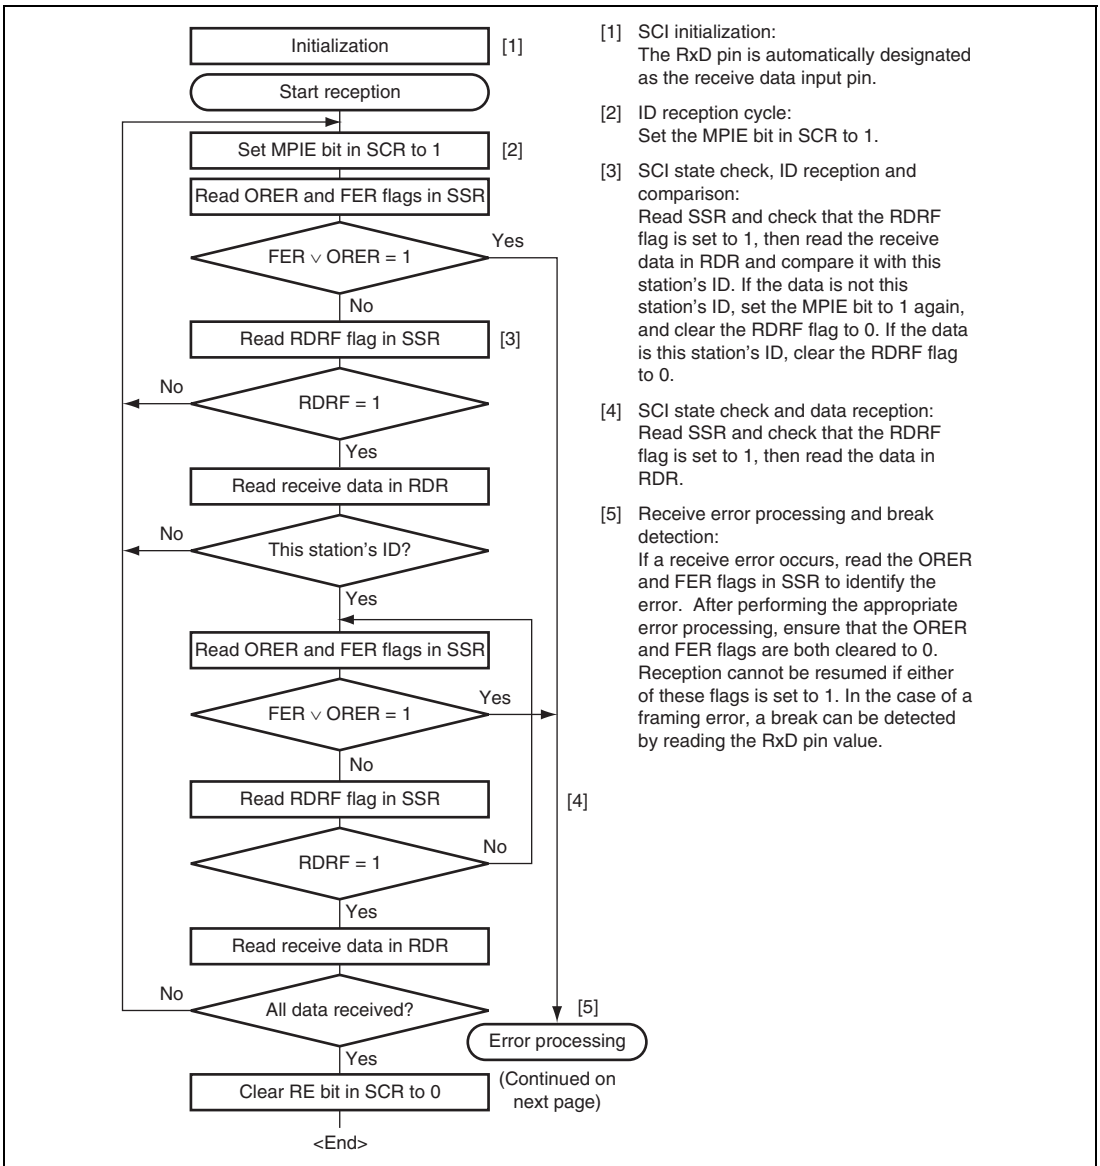 Initialization [1]
Start reception
Set MPIE bit in SCR to 1 [2]
Read ORER and FER flags in SSR
FER ∨ ORER = 1
Yes
No
Read RDRF flag in SSR [3]
RDRF = 1
No
Yes
Read receive data in RDR
This station's ID?
No
Yes
Read ORER and FER flags in SSR
FER ∨ ORER = 1
Yes
No
Read RDRF flag in SSR
[4]
RDRF = 1
No
Yes
Read receive data in RDR
All data received?
No
Yes
[5]
Error processing
(Continued on
next page)
Clear RE bit in SCR to 0
<End>
[1] SCI initialization:
The RxD pin is automatically designated
as the receive data input pin.
[2] ID reception cycle:
Set the MPIE bit in SCR to 1.
[3] SCI state check, ID reception and
comparison:
Read SSR and check that the RDRF
flag is set to 1, then read the receive
data in RDR and compare it with this
station's ID. If the data is not this
station's ID, set the MPIE bit to 1 again,
and clear the RDRF flag to 0. If the data
is this station's ID, clear the RDRF flag
to 0.
[4] SCI state check and data reception:
Read SSR and check that the RDRF
flag is set to 1, then read the data in
RDR.
[5] Receive error processing and break
detection:
If a receive error occurs, read the ORER
and FER flags in SSR to identify the
error. After performing the appropriate
error processing, ensure that the ORER
and FER flags are both cleared to 0.
Reception cannot be resumed if either
of these flags is set to 1. In the case of a
framing error, a break can be detected
by reading the RxD pin value.